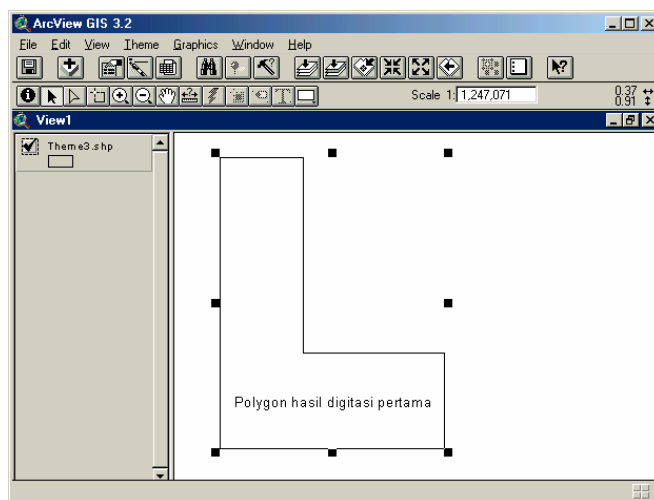 ArcView GIS 3.2
File Edit View Theme Graphics Window Help
Scale 1: 1,247,071
0.37
0.91
View1
Theme3.shp
Polygon hasil digitasi pertama